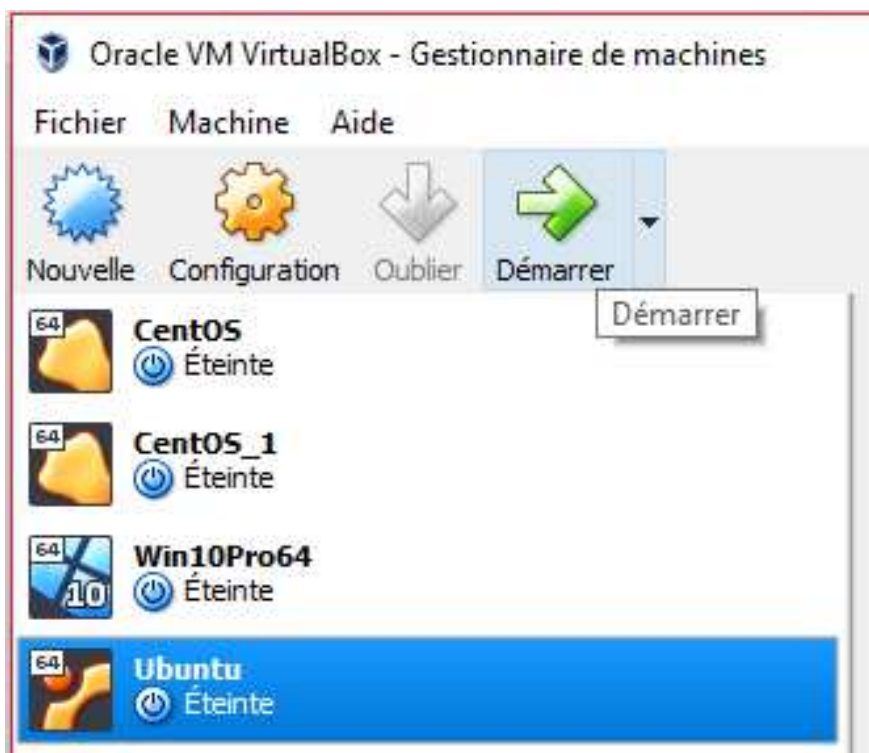 Oracle VM VirtualBox - Gestionnaire de machines
Fichier Machine Aide
Nouvelle Configuration Oublier Démarrer
Démarrer
64 CentOS
Éteinte
64 CentOS_1
Éteinte
64 Win10Pro64
10 Éteinte
64 Ubuntu
Éteinte